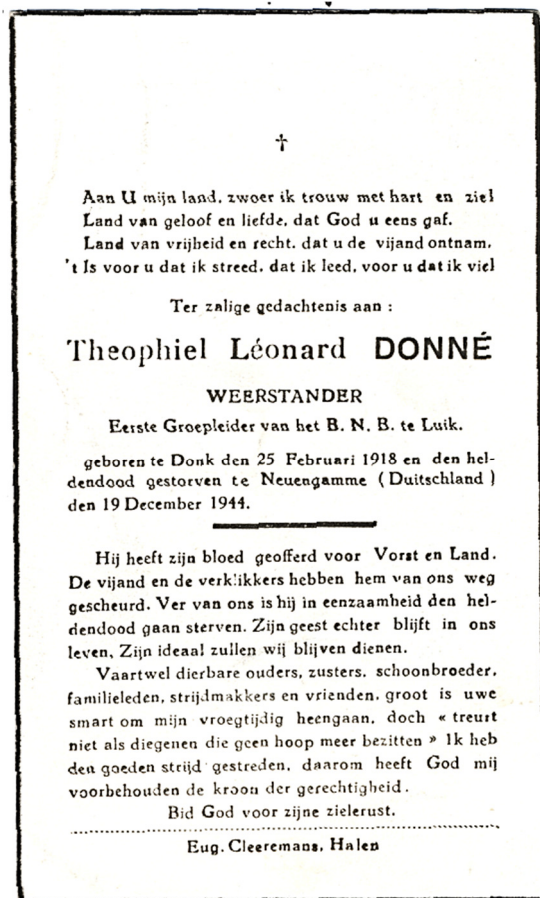 †
Aan U mijn land, zwoer ik trouw met hart en ziel
Land van geloof en liefde, dat God u eens gaf.
Land van vrijheid en recht, dat u de vijand ontnam,
't Is voor u dat ik streed, dat ik leed, voor u dat ik viel
Ter zalige gedachtenis aan :
Theophiel Léonard DONNÉ
WEERSTANDER
Eerste Groepleider van het B. N. B. te Luik.
geboren te Donk den 25 Februari 1918 en den hel-
dendood gestorven te Neuengamme (Duitschland)
den 19 December 1944.
Hij heeft zijn bloed geofferd voor Vorst en Land.
De vijand en de verklikkers hebben hem van ons weg
gescheurd. Ver van ons is hij in eenzaamheid den hel-
dendood gaan sterven. Zijn geest echter blijft in ons
leven, Zijn ideaal zullen wij blijven dienen.
Vaartwel dierbare ouders, zusters, schoonbroeder,
familieleden, strijdmakkers en vrienden, groot is uwe
smart om mijn vroegtijdig heengaan, doch « treurt
niet als diegenen die geen hoop meer bezitten » Ik heb
den goeden strijd gestreden, daarom heeft God mij
voorbehouden de kroon der gerechtigheid.
Bid God voor zijne zielerust.
Eug. Cleeremans, Halen